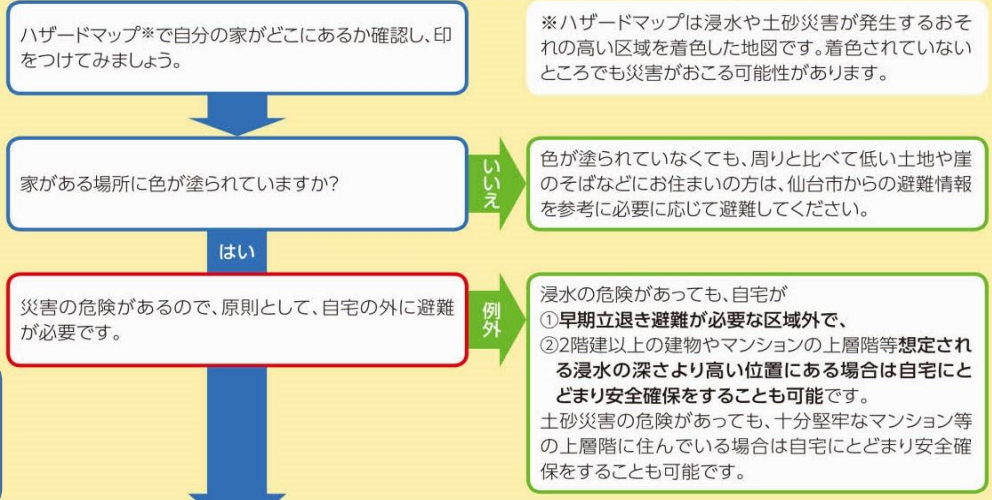 ハザードマップ※で自分の家がどこにあるか確認し、印
をつけてみましょう。
※ハザードマップは浸水や土砂災害が発生するおそ
れの高い区域を着色した地図です。着色されていない
ところでも災害がおこる可能性があります。
家がある場所に色が塗られていますか?
いいえ
色が塗られていなくても、周りと比べて低い土地や崖
のそばなどにお住まいの方は、仙台市からの避難情報
を参考に必要に応じて避難してください。
はい
災害の危険があるので、原則として、自宅の外に避難
が必要です。
例外
浸水の危険があっても、自宅が
①早期立退き避難が必要な区域外で、
②2階建以上の建物やマンションの上層階等想定され
る浸水の深さより高い位置にある場合は自宅にと
どまり安全確保をすることも可能です。
土砂災害の危険があっても、十分堅牢なマンション等
の上層階に住んでいる場合は自宅にとどまり安全確
保をすることも可能です。